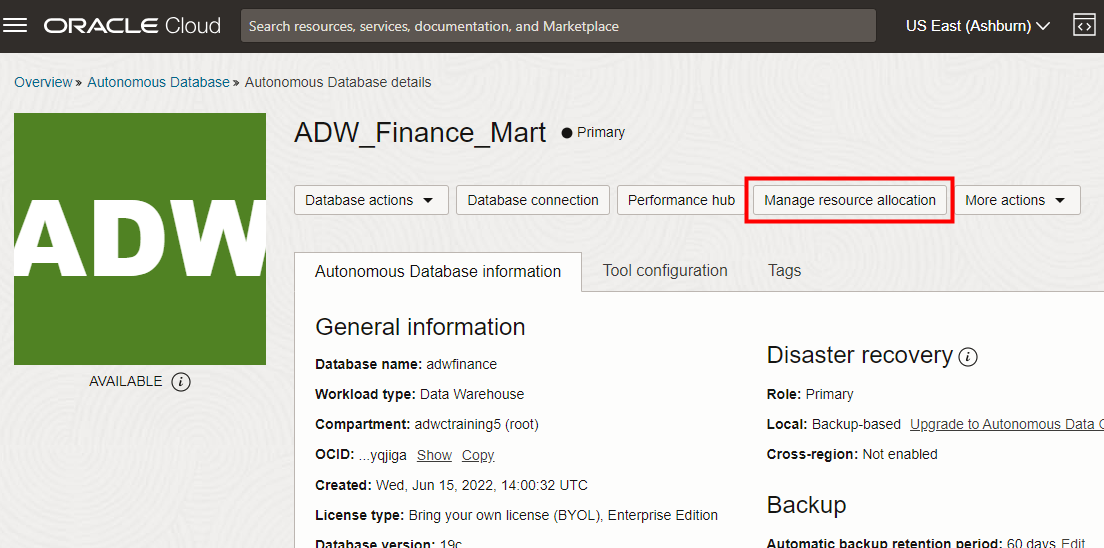 ORACLE Cloud
Search resources, services, documentation, and Marketplace
US East (Ashburn)
Overview » Autonomous Database » Autonomous Database details
ADW
AVAILABLE
ADW_Finance_Mart
Primary
Database actions
Database connection
Performance hub
Manage resource allocation
More actions
Autonomous Database information
Tool configuration
Tags
General information
Database name: adwfinance
Workload type: Data Warehouse
Compartment: adwctraining5 (root)
OCID: ...yqjiga Show Copy
Created: Wed, Jun 15, 2022, 14:00:32 UTC
License type: Bring your own license (BYOL), Enterprise Edition
Database version: 19c
Disaster recovery
Role: Primary
Local: Backup-based Upgrade to Autonomous Data
Cross-region: Not enabled
Backup
Automatic backup retention period: 60 days Edit